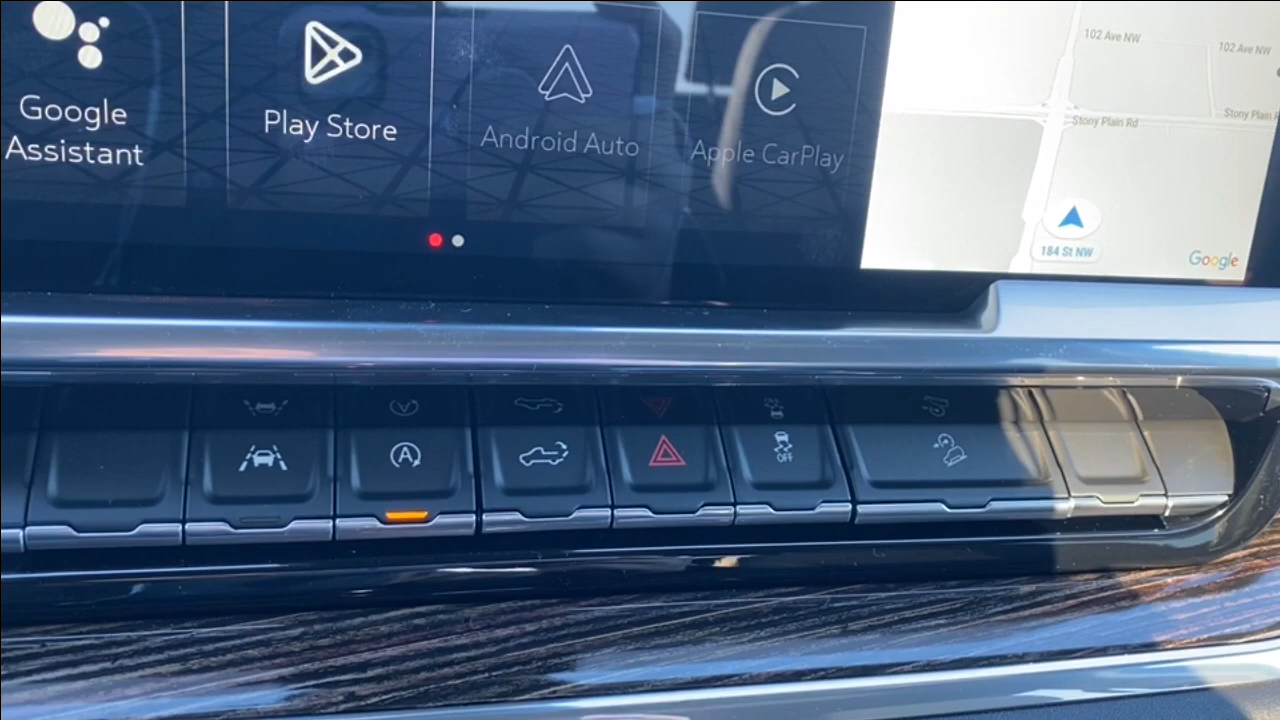 Google
Assistant
Play Store
Android Auto
Apple CarPlay
102 Ave NW
102 Ave NW
Stony Plain Rd
Stony Plain
184 St NW
Google
A
OFF